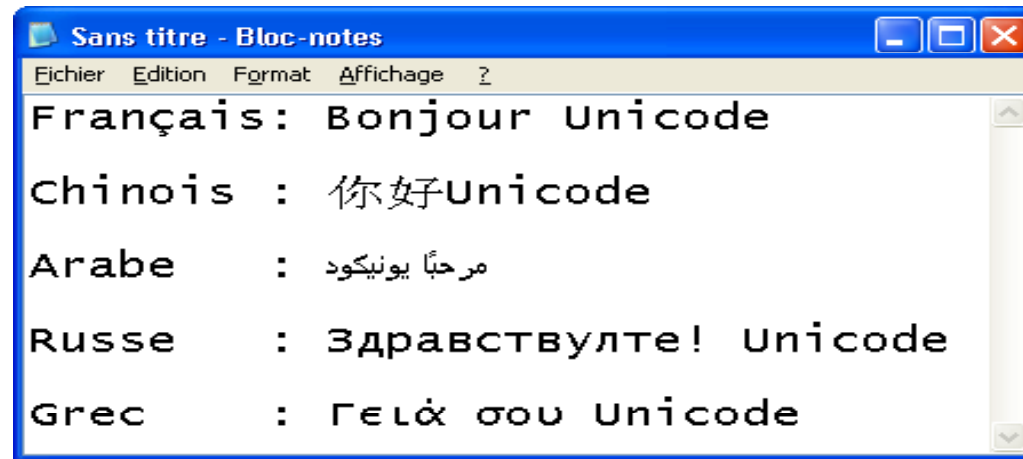 Sans titre - Bloc-notes
Fichier Edition Format Affichage ?
Français: Bonjour Unicode
Chinois : 你好Unicode
Arabe : مرحبًا يونيكود
Russe : Здравствулте! Unicode
Grec : Γειά σου Unicode